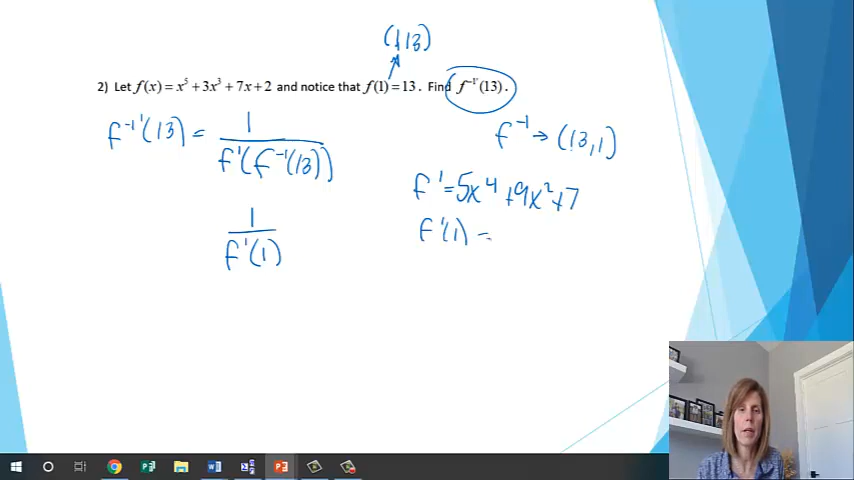 (1,13)
2) Let f(x) = x⁵ + 3x³ + 7x + 2 and notice that f(1) = 13. Find f⁻¹′(13).
f⁻¹′(13) = 1/(f′(f⁻¹(13)))
f⁻¹ → (13,1)
f′ = 5x⁴ + 9x² + 7
1/(f′(1))
f′(1) =